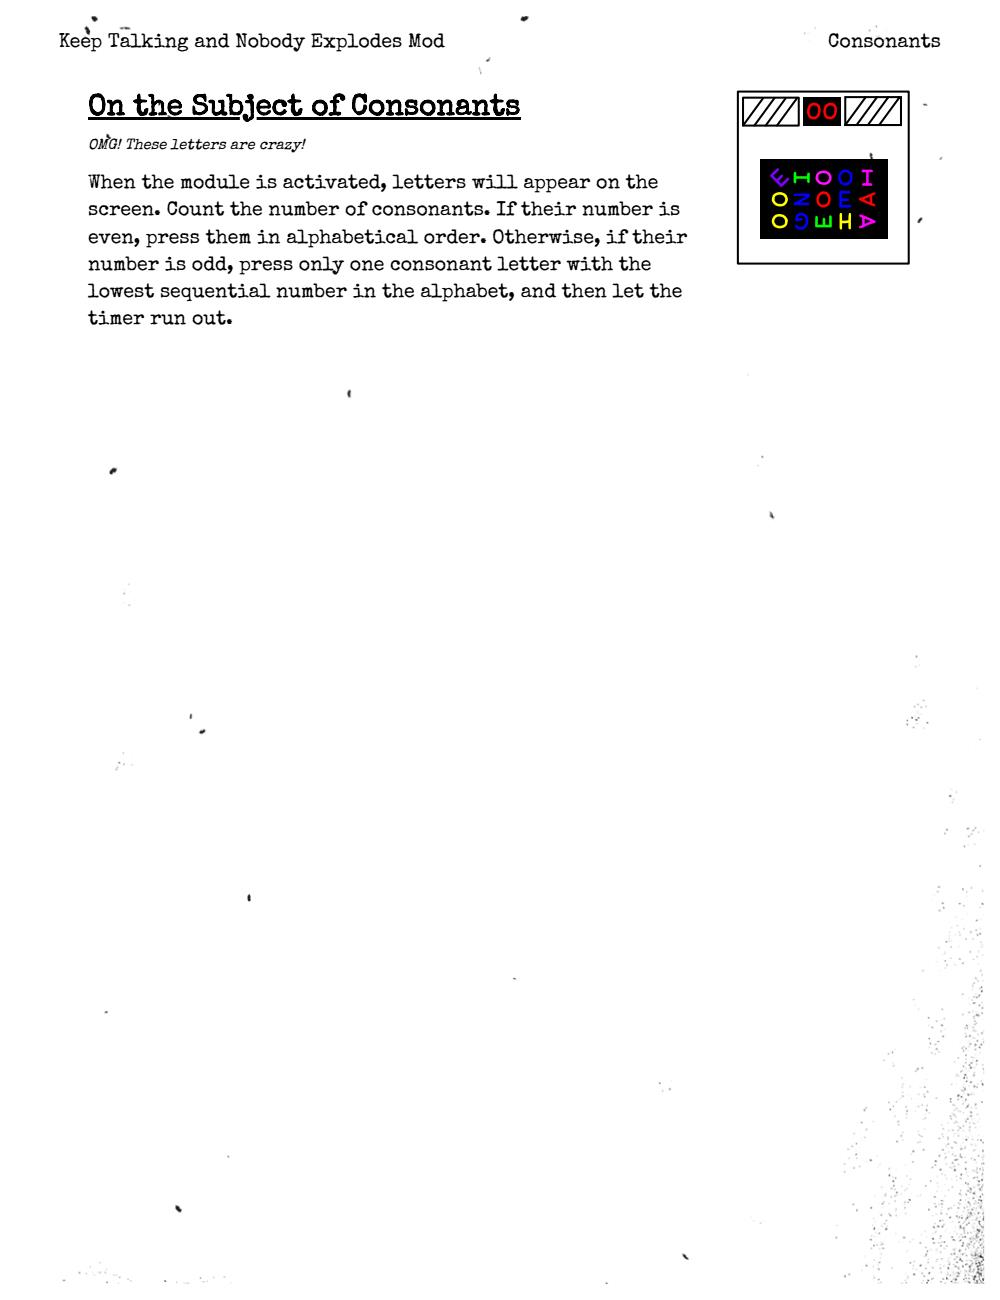 Keep Talking and Nobody Explodes Mod Consonants
On the Subject of Consonants
OMG! These letters are crazy!
When the module is activated, letters will appear on the
screen. Count the number of consonants. If their number is
even, press them in alphabetical order. Otherwise, if their
number is odd, press only one consonant letter with the
lowest sequential number in the alphabet, and then let the
timer run out.
00
E I O O I
O N O E A
O G E H A